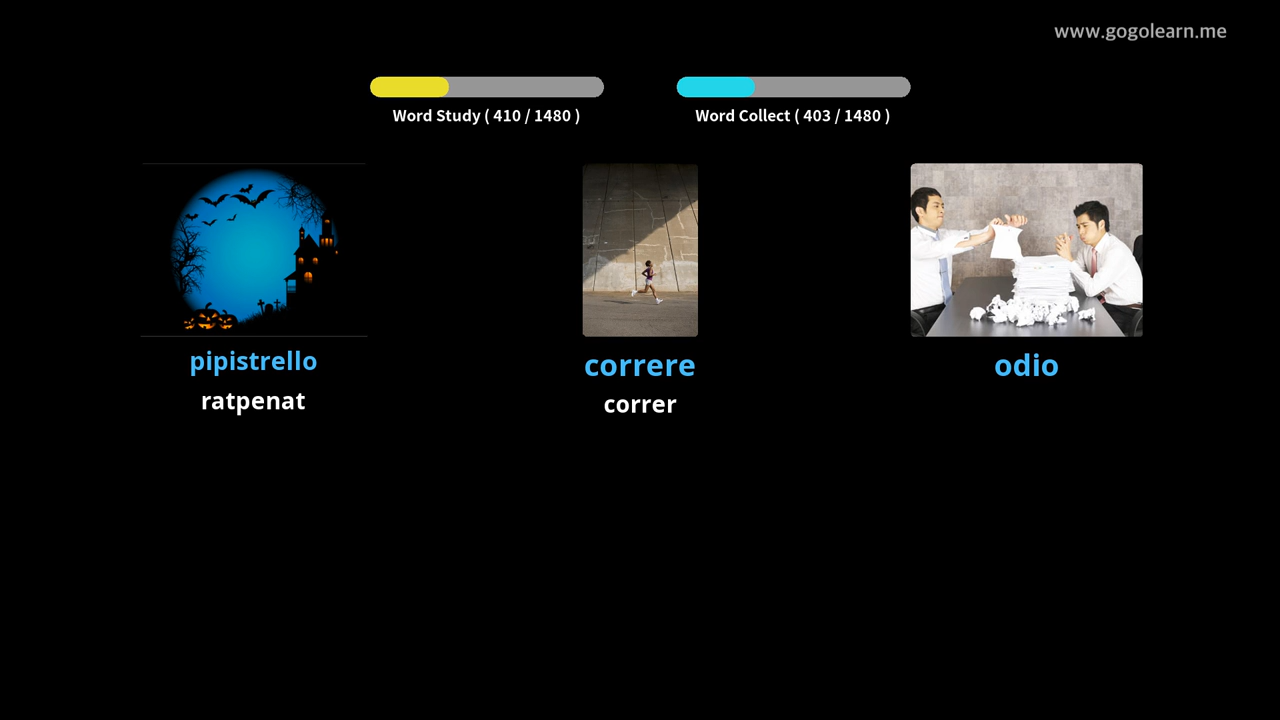 www.gogolearn.me
Word Study ( 410 / 1480 )
Word Collect ( 403 / 1480 )
pipistrello
ratpenat
correre
correr
odio